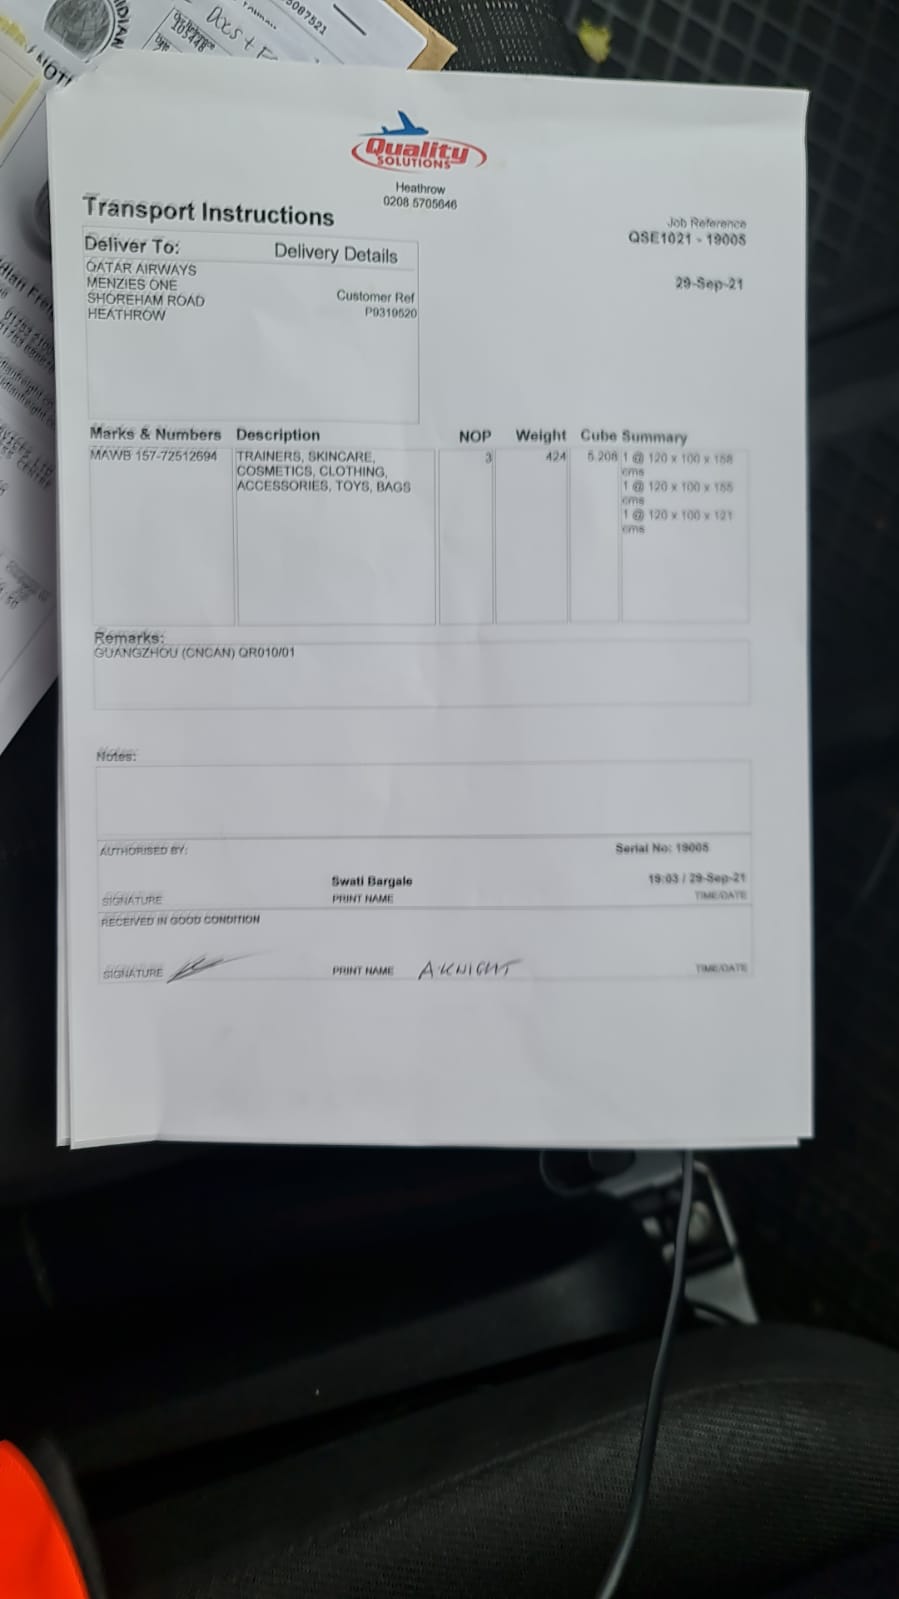 5087521
DOCS +
105448
IDIAN
Quality
SOLUTIONS
Heathrow
0208 5705646
Transport Instructions
Job Reference
QSE1021 - 19005
29-Sep-21
Deliver To:
Delivery Details
QATAR AIRWAYS
MENZIES ONE
SHOREHAM ROAD
HEATHROW
Customer Ref
P0310520
Marks & Numbers Description NOP Weight Cube Summary
MAWB 157-72512694 TRAINERS, SKINCARE, 3 424 5.208 1 @ 120 x 100 x 158
COSMETICS, CLOTHING, cms
ACCESSORIES, TOYS, BAGS 1 @ 120 x 100 x 155
cms
1 @ 120 x 100 x 121
cms
Remarks:
GUANGZHOU (CNCAN) QR010/01
Notes:
AUTHORISED BY: Serial No: 19005
Swati Bargale 19:03 / 29-Sep-21
SIGNATURE PRINT NAME TIME/DATE
RECEIVED IN GOOD CONDITION
SIGNATURE PRINT NAME A KNIGHT TIME/DATE